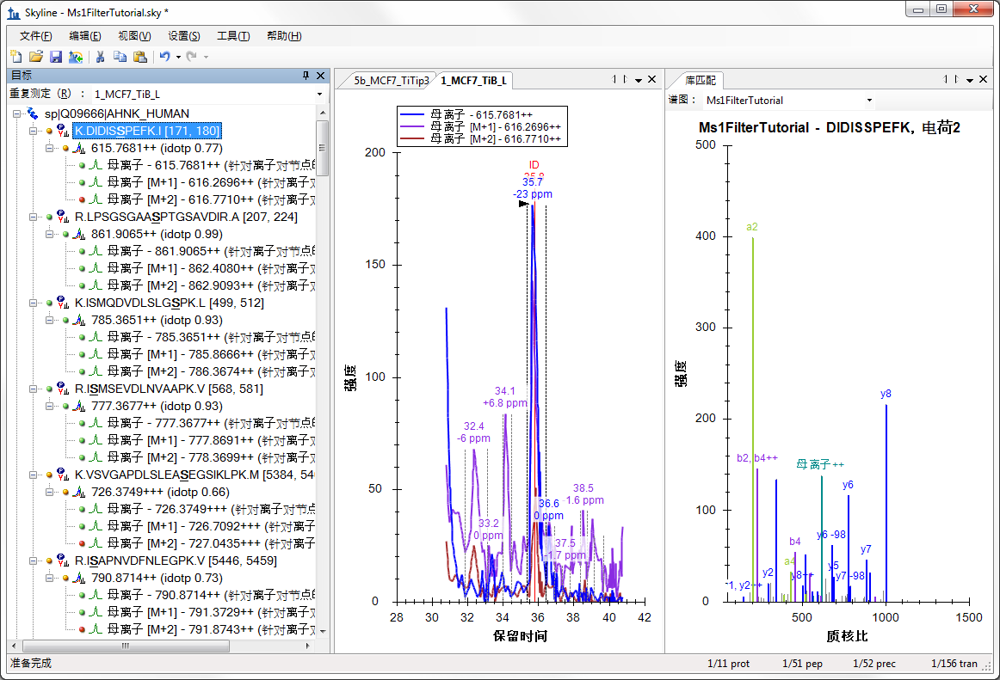 Skyline - Ms1FilterTutorial.sky *
文件(F) 编辑(E) 视图(V) 设置(S) 工具(T) 帮助(H)
目标
重复测定 (R) : 1_MCF7_TiB_L
sp|Q09666|AHNK_HUMAN
K.DIDISSPEFK.I [171, 180]
615.7681++ (idotp 0.77)
母离子 - 615.7681++ (针对离子对节点的
母离子 [M+1] - 616.2696++ (针对离子对
母离子 [M+2] - 616.7710++ (针对离子对
R.LPSGSGAASPTGSAVDIR.A [207, 224]
861.9065++ (idotp 0.99)
母离子 - 861.9065++ (针对离子对节点的
母离子 [M+1] - 862.4080++ (针对离子对
母离子 [M+2] - 862.9093++ (针对离子对
K.ISMQDVDLSLGSPK.L [499, 512]
785.3651++ (idotp 0.93)
母离子 - 785.3651++ (针对离子对节点的
母离子 [M+1] - 785.8666++ (针对离子对
母离子 [M+2] - 786.3674++ (针对离子对
R.ISMSEVDLNVAAPK.V [568, 581]
777.3677++ (idotp 0.93)
母离子 - 777.3677++ (针对离子对节点的
母离子 [M+1] - 777.8691++ (针对离子对
母离子 [M+2] - 778.3699++ (针对离子对
K.VSVGAPDLSLEASEGSIKLPK.M [5384, 540
726.3749+++ (idotp 0.66)
母离子 - 726.3749+++ (针对离子对节点
母离子 [M+1] - 726.7092+++ (针对离子
母离子 [M+2] - 727.0435+++ (针对离子
R.ISAPNVDFNLEGPK.V [5446, 5459]
790.8714++ (idotp 0.73)
母离子 - 790.8714++ (针对离子对节点的
母离子 [M+1] - 791.3729++ (针对离子对
母离子 [M+2] - 791.8743++ (针对离子对
5b_MCF7_TiTip3
1_MCF7_TiB_L
母离子 - 615.7681++
母离子 [M+1] - 616.2696++
母离子 [M+2] - 616.7710++
200
150
100
50
0
强度
ID
35.7
-23 ppm
34.1
+6.8 ppm
32.4
-6 ppm
33.2
0 ppm
36.6
0 ppm
37.5
-1.7 ppm
38.5
-1.6 ppm
28 30 32 34 36 38 40 42
保留时间
库匹配
谱图： Ms1FilterTutorial
Ms1FilterTutorial - DIDISSPEFK, 电荷2
500
400
300
200
100
0
强度
a2
b2, b4++
母离子++
y8
y6
y6 -98
b4
a4
y2
y8++
y5
y7 -98
y7
-1, y2++
500 1000 1500
质核比
准备完成
1/11 prot 1/51 pep 1/52 prec 1/156 tran